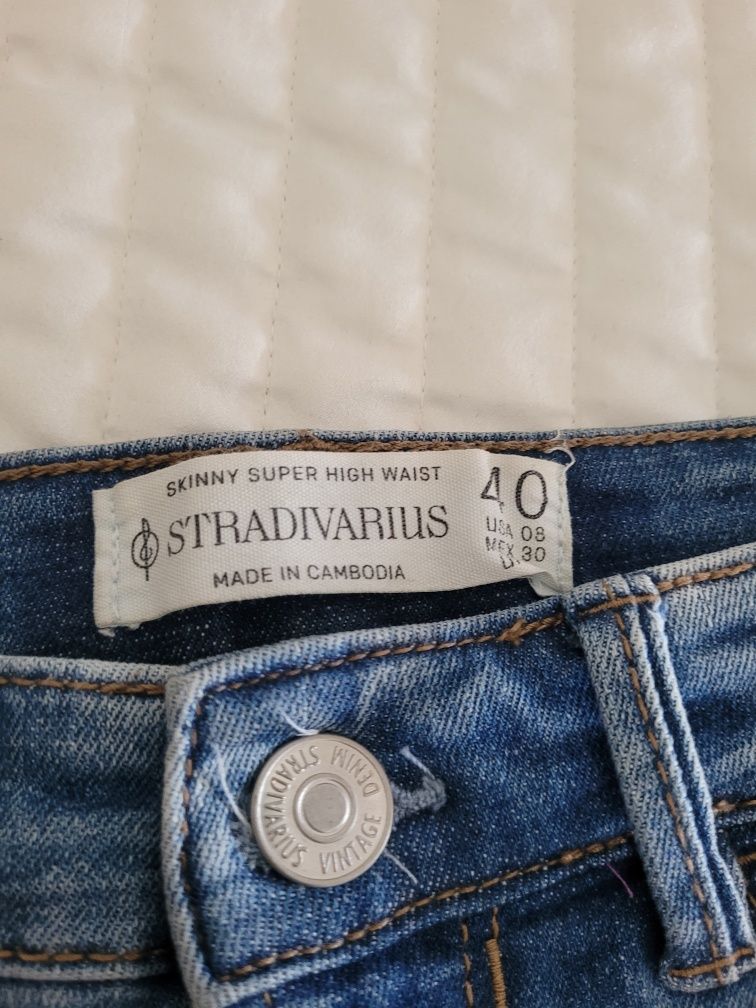 SKINNY SUPER HIGH WAIST
STRADIVARIUS
MADE IN CAMBODIA
40
USA 08
MEX 30
STRADIVARIUS VINTAGE DENIM